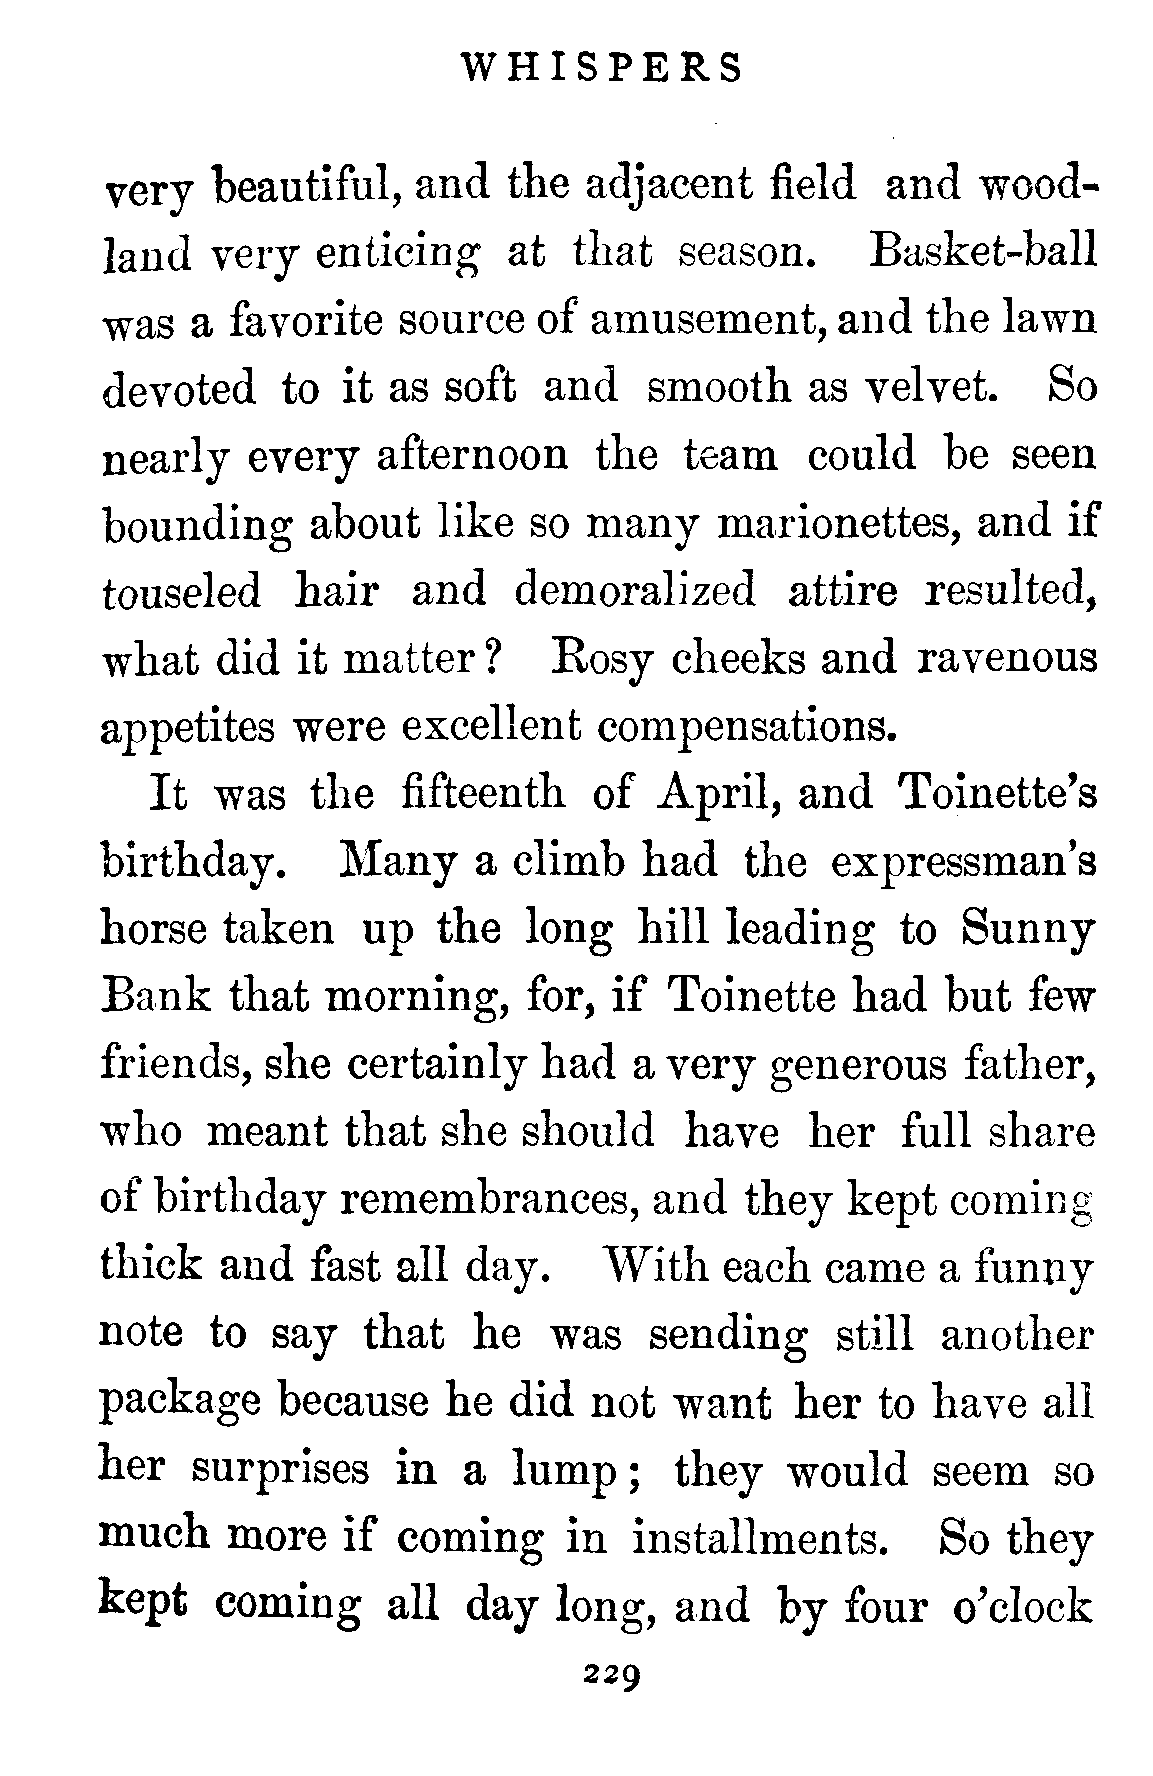 WHISPERS
very beautiful, and the adjacent field and wood-
land very enticing at that season. Basket-ball
was a favorite source of amusement, and the lawn
devoted to it as soft and smooth as velvet. So
nearly every afternoon the team could be seen
bounding about like so many marionettes, and if
touseled hair and demoralized attire resulted,
what did it matter? Rosy cheeks and ravenous
appetites were excellent compensations.
It was the fifteenth of April, and Toinette's
birthday. Many a climb had the expressman's
horse taken up the long hill leading to Sunny
Bank that morning, for, if Toinette had but few
friends, she certainly had a very generous father,
who meant that she should have her full share
of birthday remembrances, and they kept coming
thick and fast all day. With each came a funny
note to say that he was sending still another
package because he did not want her to have all
her surprises in a lump; they would seem so
much more if coming in installments. So they
kept coming all day long, and by four o'clock
229